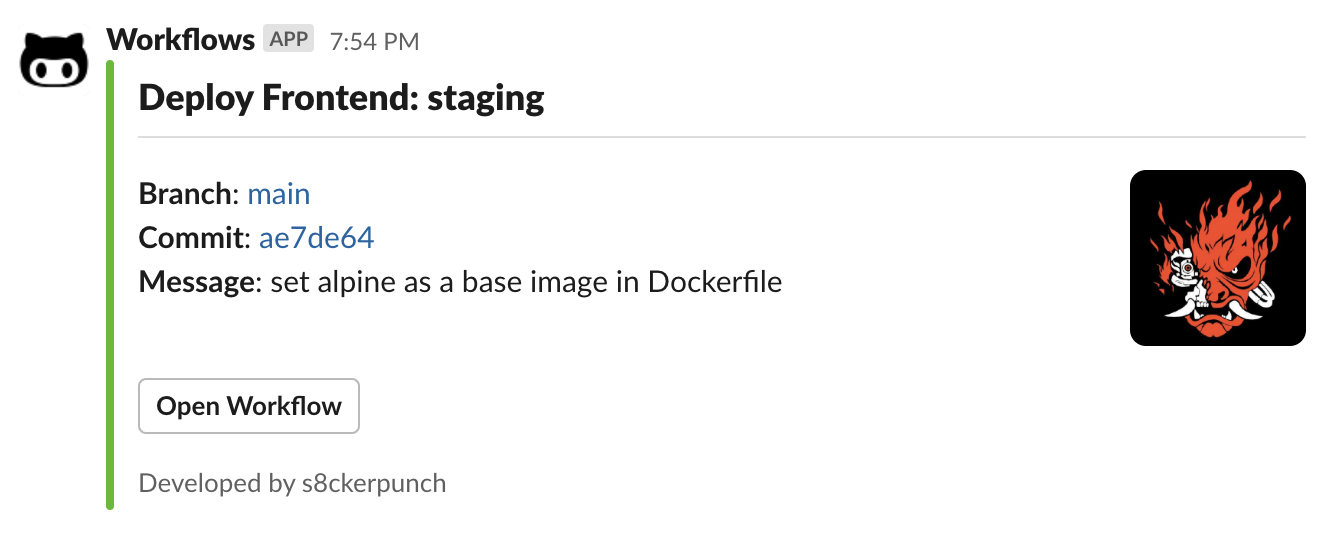 Workflows APP 7:54 PM
Deploy Frontend: staging
Branch: main
Commit: ae7de64
Message: set alpine as a base image in Dockerfile
Open Workflow
Developed by s8ckerpunch